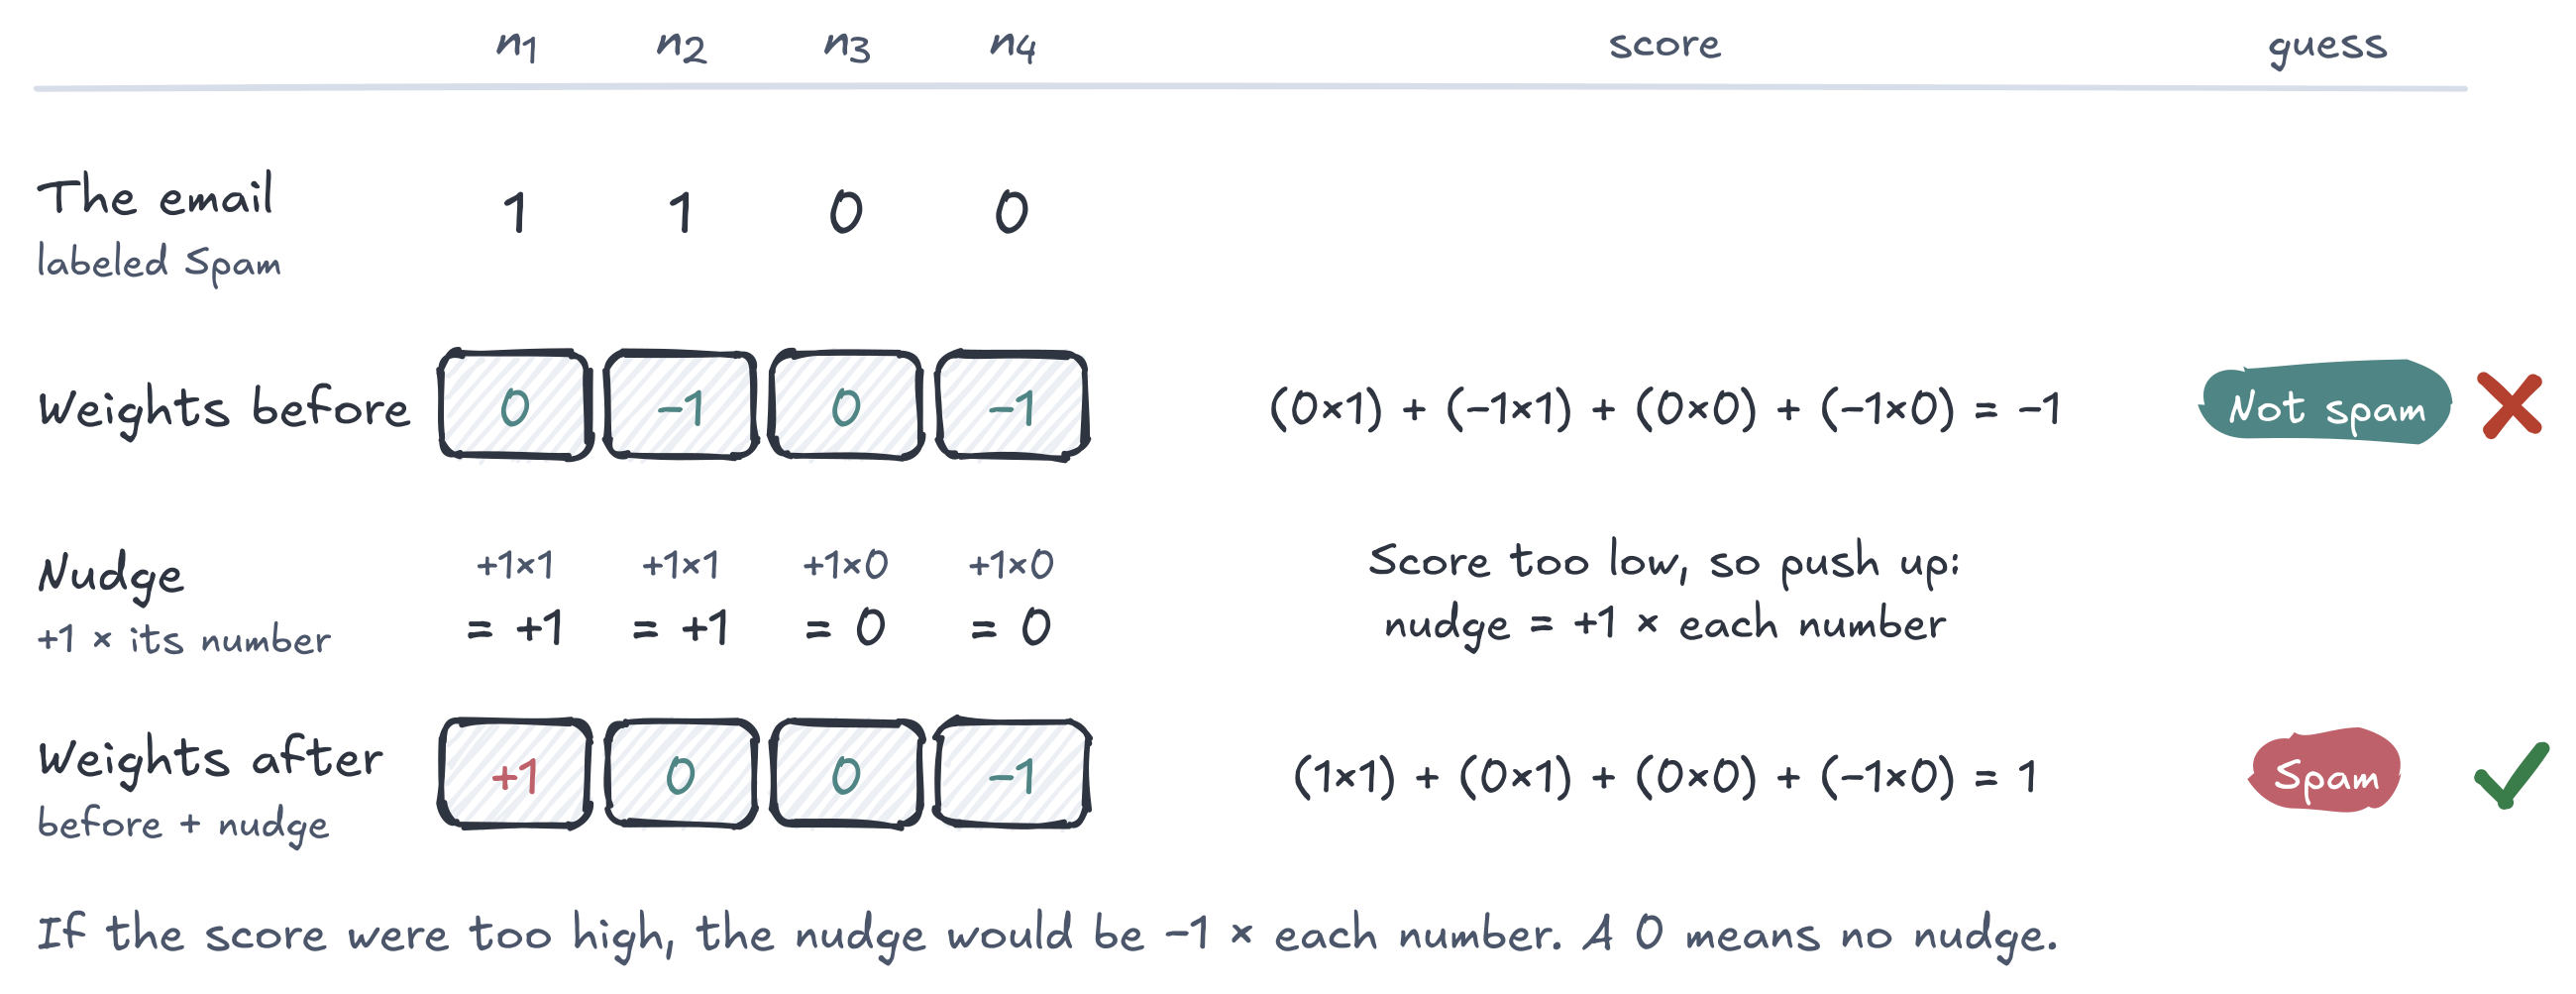 n1 n2 n3 n4 score guess
The email 1 1 0 0
labeled Spam
Weights before 0 -1 0 -1 (0×1) + (-1×1) + (0×0) + (-1×0) = -1 Not spam
Nudge +1×1 +1×1 +1×0 +1×0 Score too low, so push up:
+1 × its number = +1 = +1 = 0 = 0 nudge = +1 × each number
Weights after +1 0 0 -1 (1×1) + (0×1) + (0×0) + (-1×0) = 1 Spam
before + nudge
If the score were too high, the nudge would be -1 × each number. A 0 means no nudge.